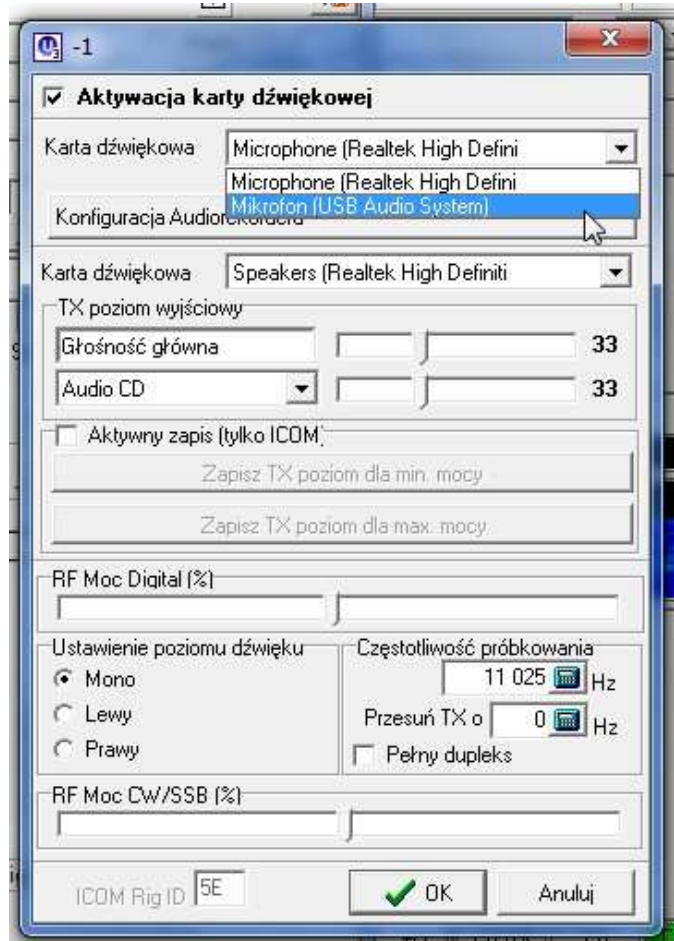 -1
Aktywacja karty dźwiękowej
Karta dźwiękowa
Microphone (Realtek High Defini
Microphone (Realtek High Defini
Mikrofon (USB Audio System)
Konfiguracja Audiorekordera
Karta dźwiękowa
Speakers (Realtek High Definiti
TX poziom wyjściowy
Głośność główna
33
Audio CD
33
Aktywny zapis (tylko ICOM)
Zapisz TX poziom dla min. mocy
Zapisz TX poziom dla max. mocy
RF Moc Digital (%)
Ustawienie poziomu dźwięku
Mono
Lewy
Prawy
Częstotliwość próbkowania
11 025 Hz
Przesuń TX o 0 Hz
Pełny dupleks
RF Moc CW/SSB (%)
ICOM Rig ID 5E
OK
Anuluj